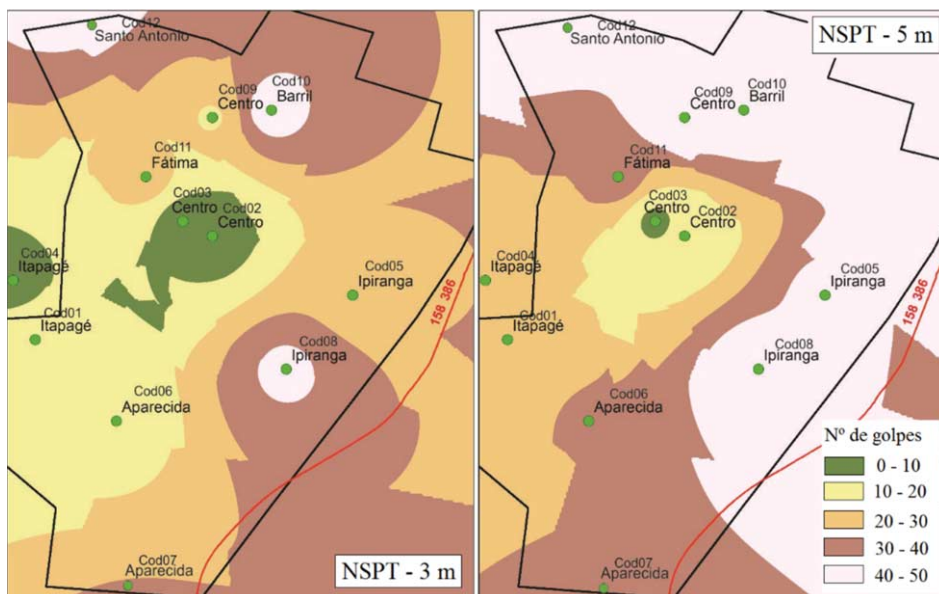 Cod12
Santo Antonio
Cod09
Centro
Cod10
Barril
Cod11
Fátima
Cod03
Centro
Cod02
Centro
Cod04
Itapagé
Cod05
Ipiranga
158 386
Cod01
Itapagé
Cod08
Ipiranga
Cod06
Aparecida
Cod07
Aparecida
NSPT - 3 m
NSPT - 5 m
Cod12
Santo Antonio
Cod09
Centro
Cod10
Barril
Cod11
Fátima
Cod03
Centro
Cod02
Centro
Cod04
Itapagé
Cod05
Ipiranga
158 386
Cod01
Itapagé
Cod08
Ipiranga
Cod06
Aparecida
Cod07
Aparecida
Nº de golpes
0 - 10
10 - 20
20 - 30
30 - 40
40 - 50